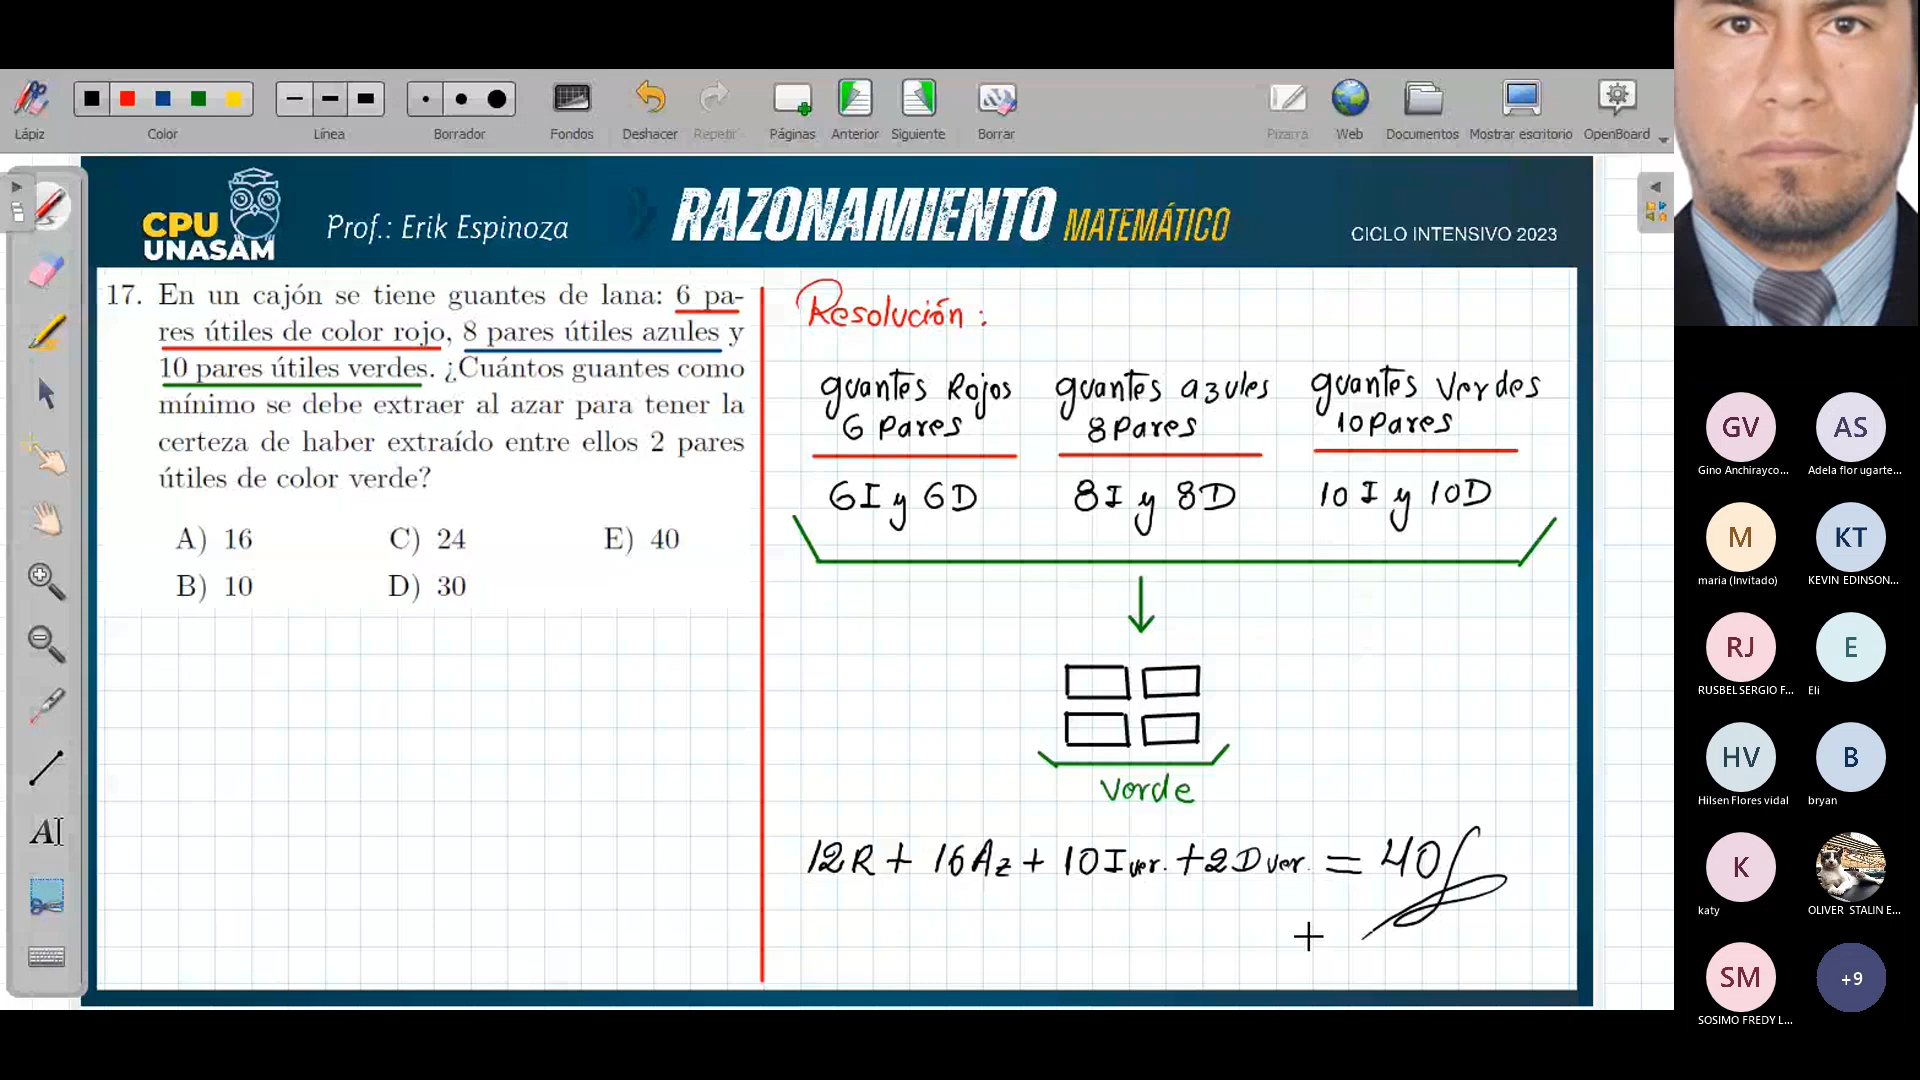 Lápiz
Color
Línea
Borrador
Fondos
Deshacer
Repetir
Páginas
Anterior
Siguiente
Borrar
Pizarra
Web
Documentos
Mostrar escritorio
OpenBoard
CPU
UNASAM
Prof.: Erik Espinoza
RAZONAMIENTO MATEMÁTICO
CICLO INTENSIVO 2023
17. En un cajón se tiene guantes de lana: 6 pa-
res útiles de color rojo, 8 pares útiles azules y
10 pares útiles verdes. ¿Cuántos guantes como
mínimo se debe extraer al azar para tener la
certeza de haber extraído entre ellos 2 pares
útiles de color verde?
A) 16 C) 24 E) 40
B) 10 D) 30
Resolución:
guantes Rojos guantes azules guantes Verdes
6 Pares 8 Pares 10 Pares
6I y 6D 8I y 8D 10 I y 10D
Verde
12R + 16Az + 10Iver. + 2Dver. = 40
AI
GV AS
Gino Anchirayco... Adela flor ugarte...
M KT
maria (Invitado) KEVIN EDINSON...
RJ E
RUSBEL SERGIO F... Eli
HV B
Hilsen Flores vidal bryan
K
katy OLIVER STALIN E...
SM +9
SOSIMO FREDY L...